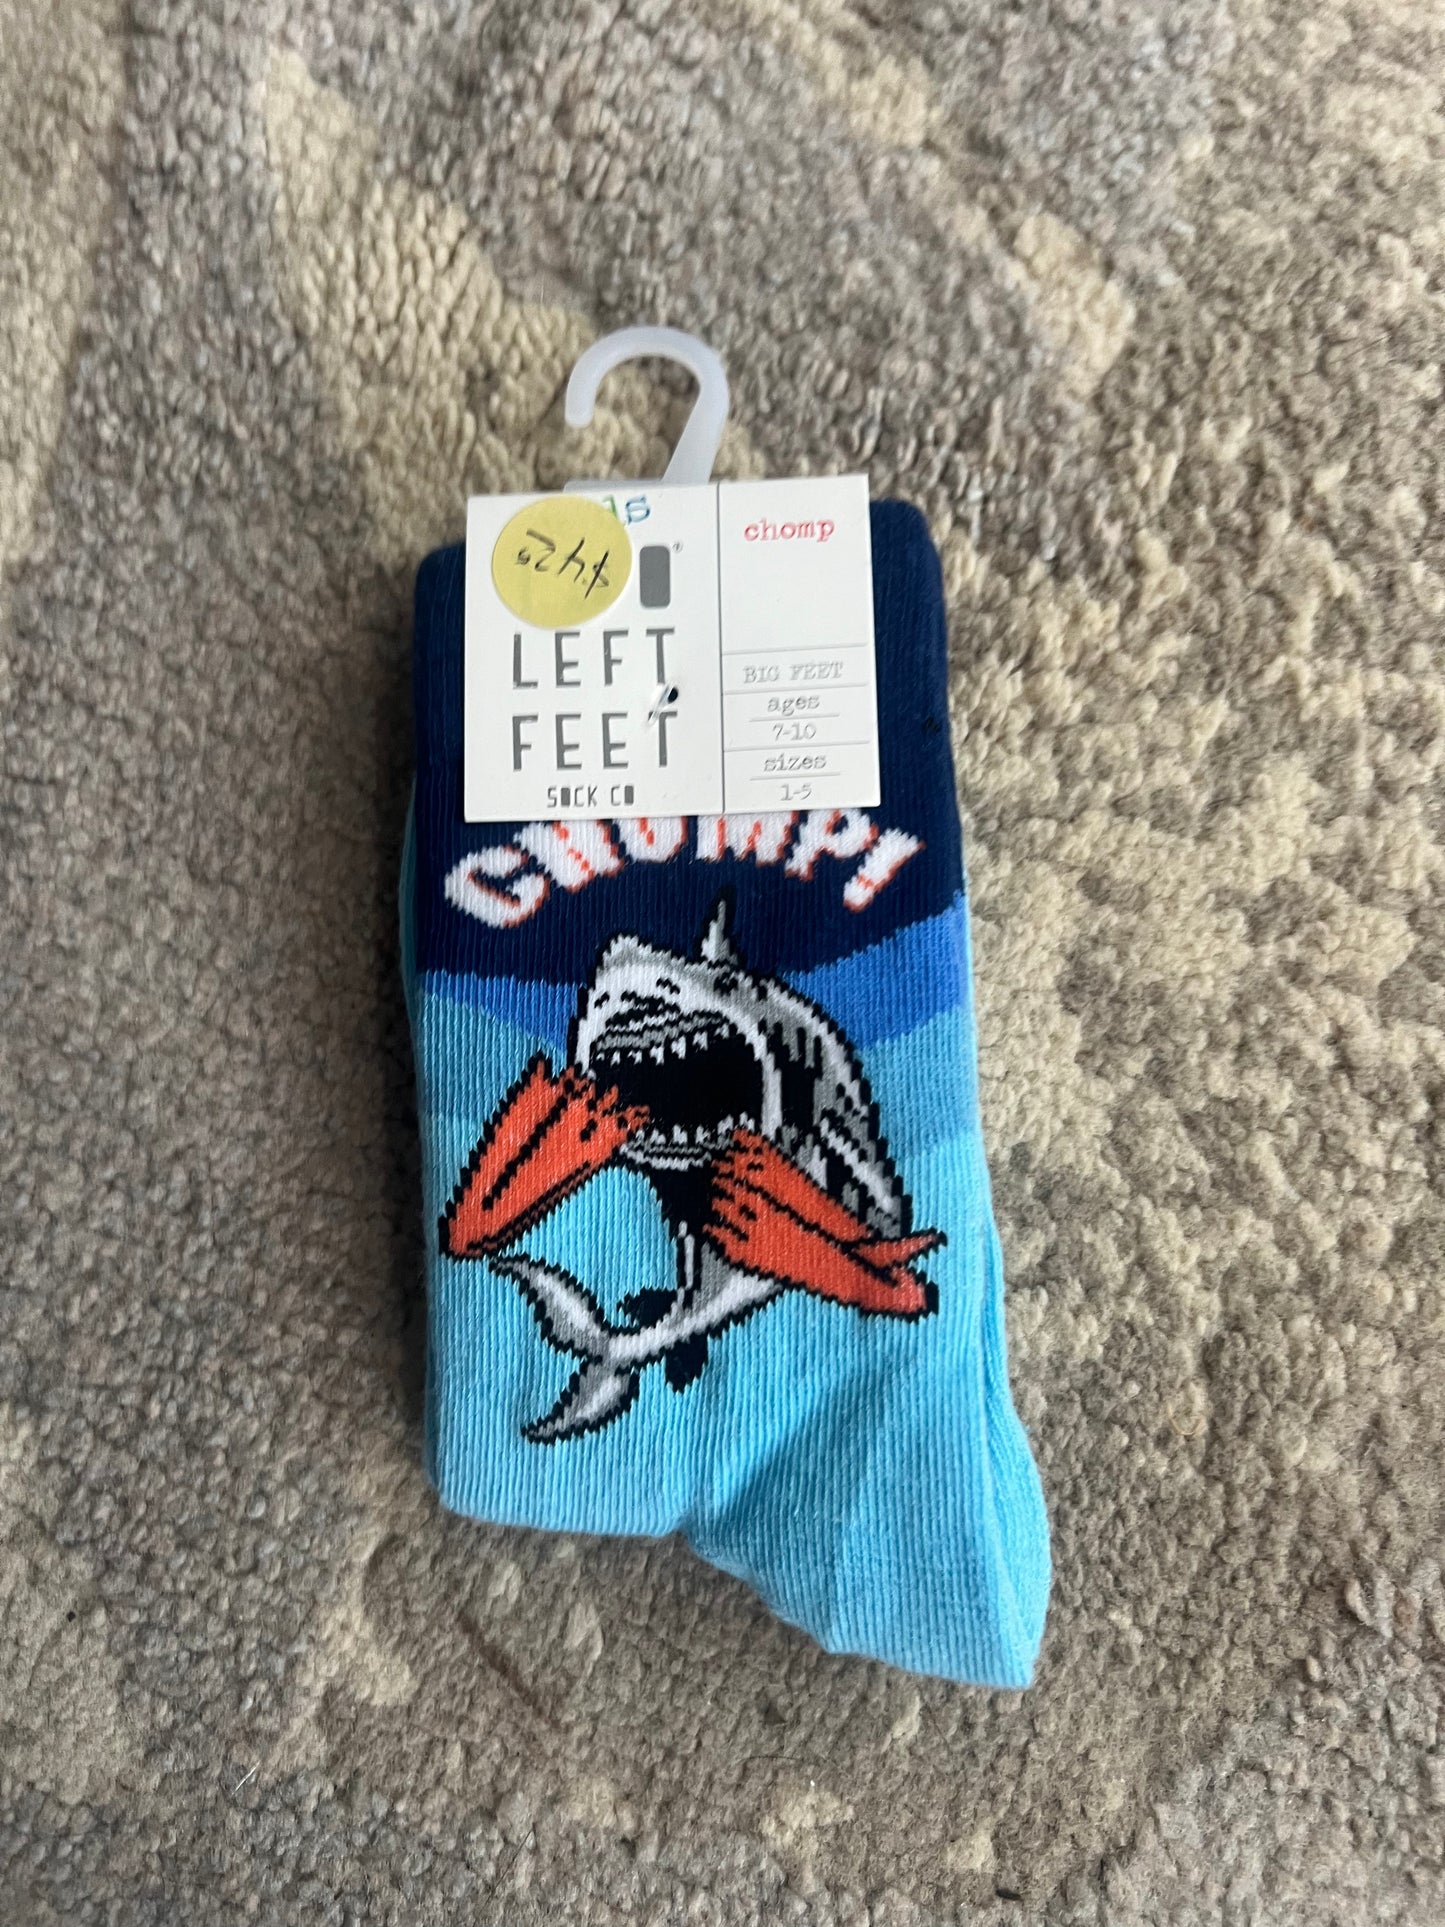 $4.25
LEFT
FEET
SOCK CO
chomp
BIG FEET
ages
7-10
sizes
1-5
CHOMP!